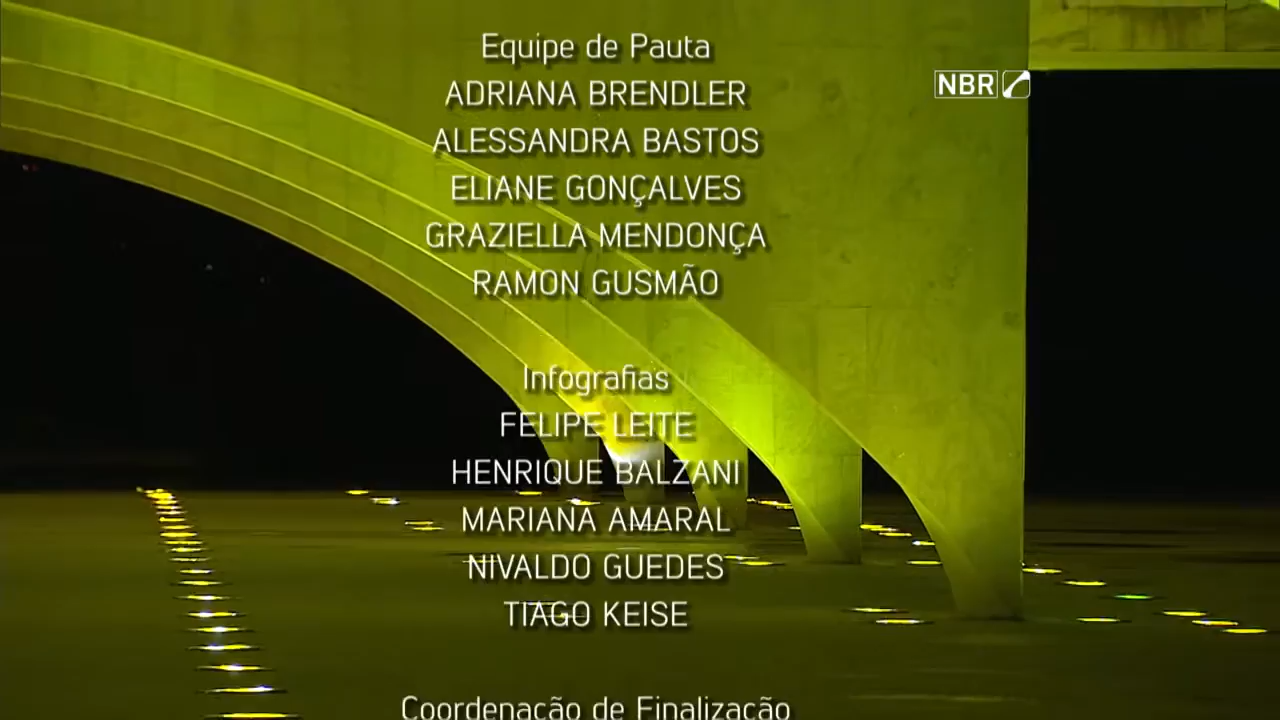 Equipe de Pauta
NBR
ADRIANA BRENDLER
ALESSANDRA BASTOS
ELIANE GONÇALVES
GRAZIELLA MENDONÇA
RAMON GUSMÃO
Infografias
FELIPE LEITE
HENRIQUE BALZANI
MARIANA AMARAL
NIVALDO GUEDES
TIAGO KEISE
Coordenação de Finalização